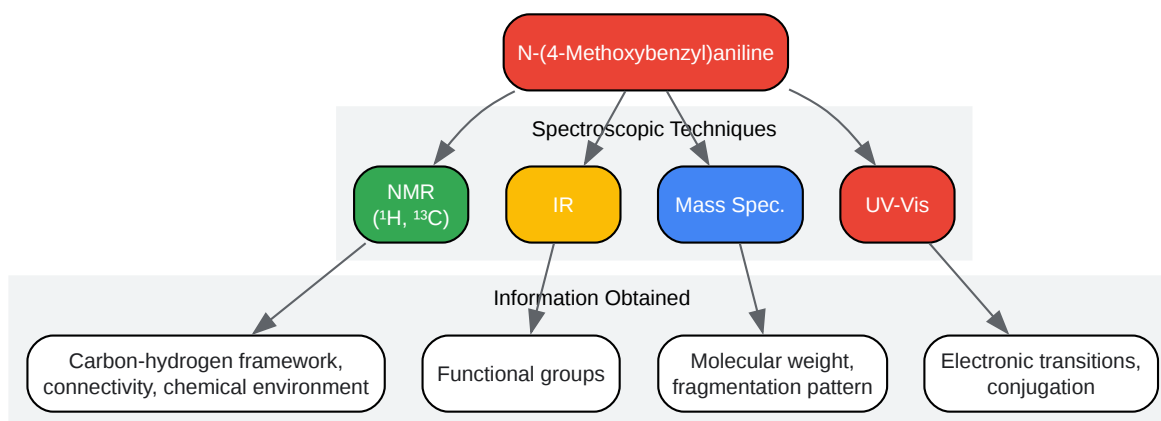 N-(4-Methoxybenzyl)aniline
Spectroscopic Techniques
NMR
(¹H, ¹³C)
IR
Mass Spec.
UV-Vis
Information Obtained
Carbon-hydrogen framework,
connectivity, chemical environment
Functional groups
Molecular weight,
fragmentation pattern
Electronic transitions,
conjugation